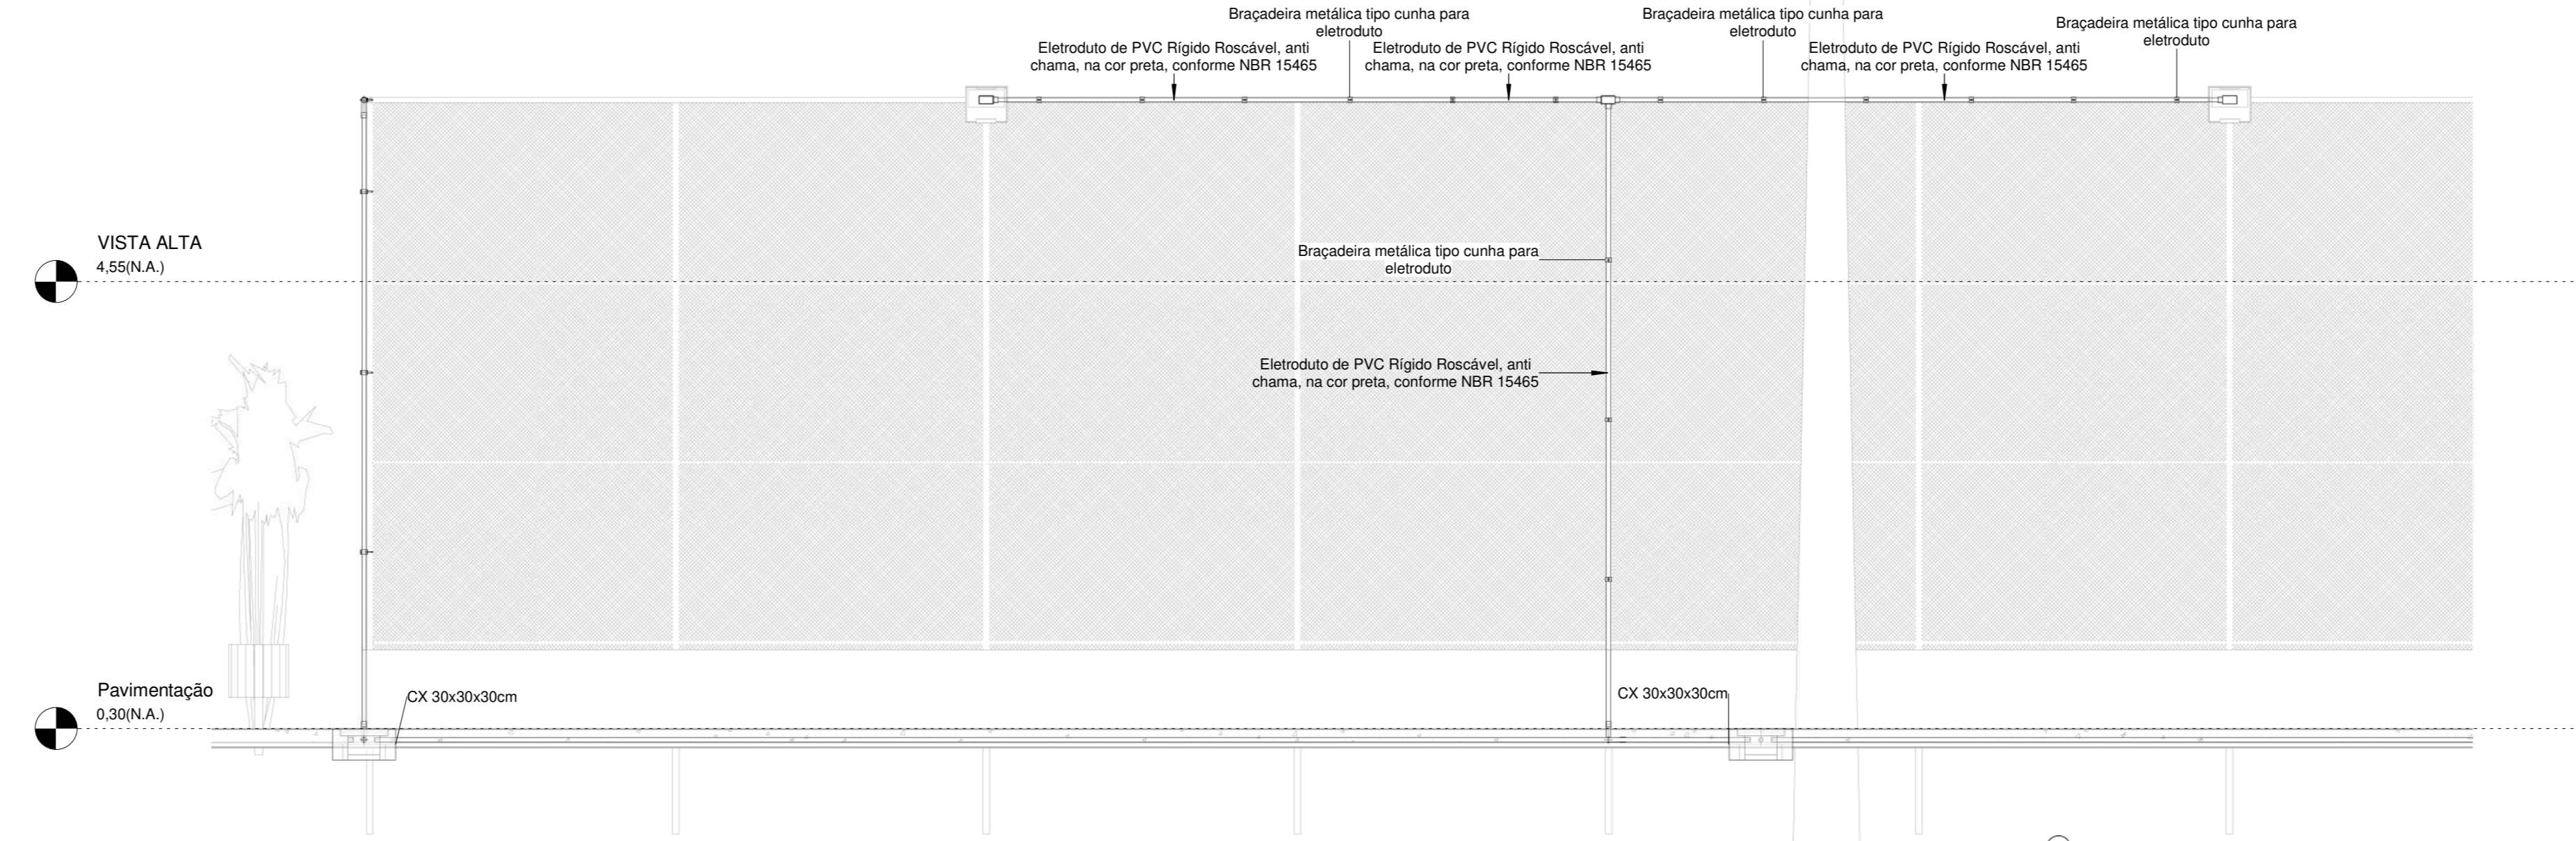 Braçadeira metálica tipo cunha para
eletroduto
Braçadeira metálica tipo cunha para
eletroduto
Braçadeira metálica tipo cunha para
eletroduto
Eletroduto de PVC Rígido Roscável, anti
chama, na cor preta, conforme NBR 15465
Eletroduto de PVC Rígido Roscável, anti
chama, na cor preta, conforme NBR 15465
Eletroduto de PVC Rígido Roscável, anti
chama, na cor preta, conforme NBR 15465
VISTA ALTA
4,55(N.A.)
Braçadeira metálica tipo cunha para
eletroduto
Eletroduto de PVC Rígido Roscável, anti
chama, na cor preta, conforme NBR 15465
Pavimentação
0,30(N.A.)
CX 30x30x30cm
CX 30x30x30cm